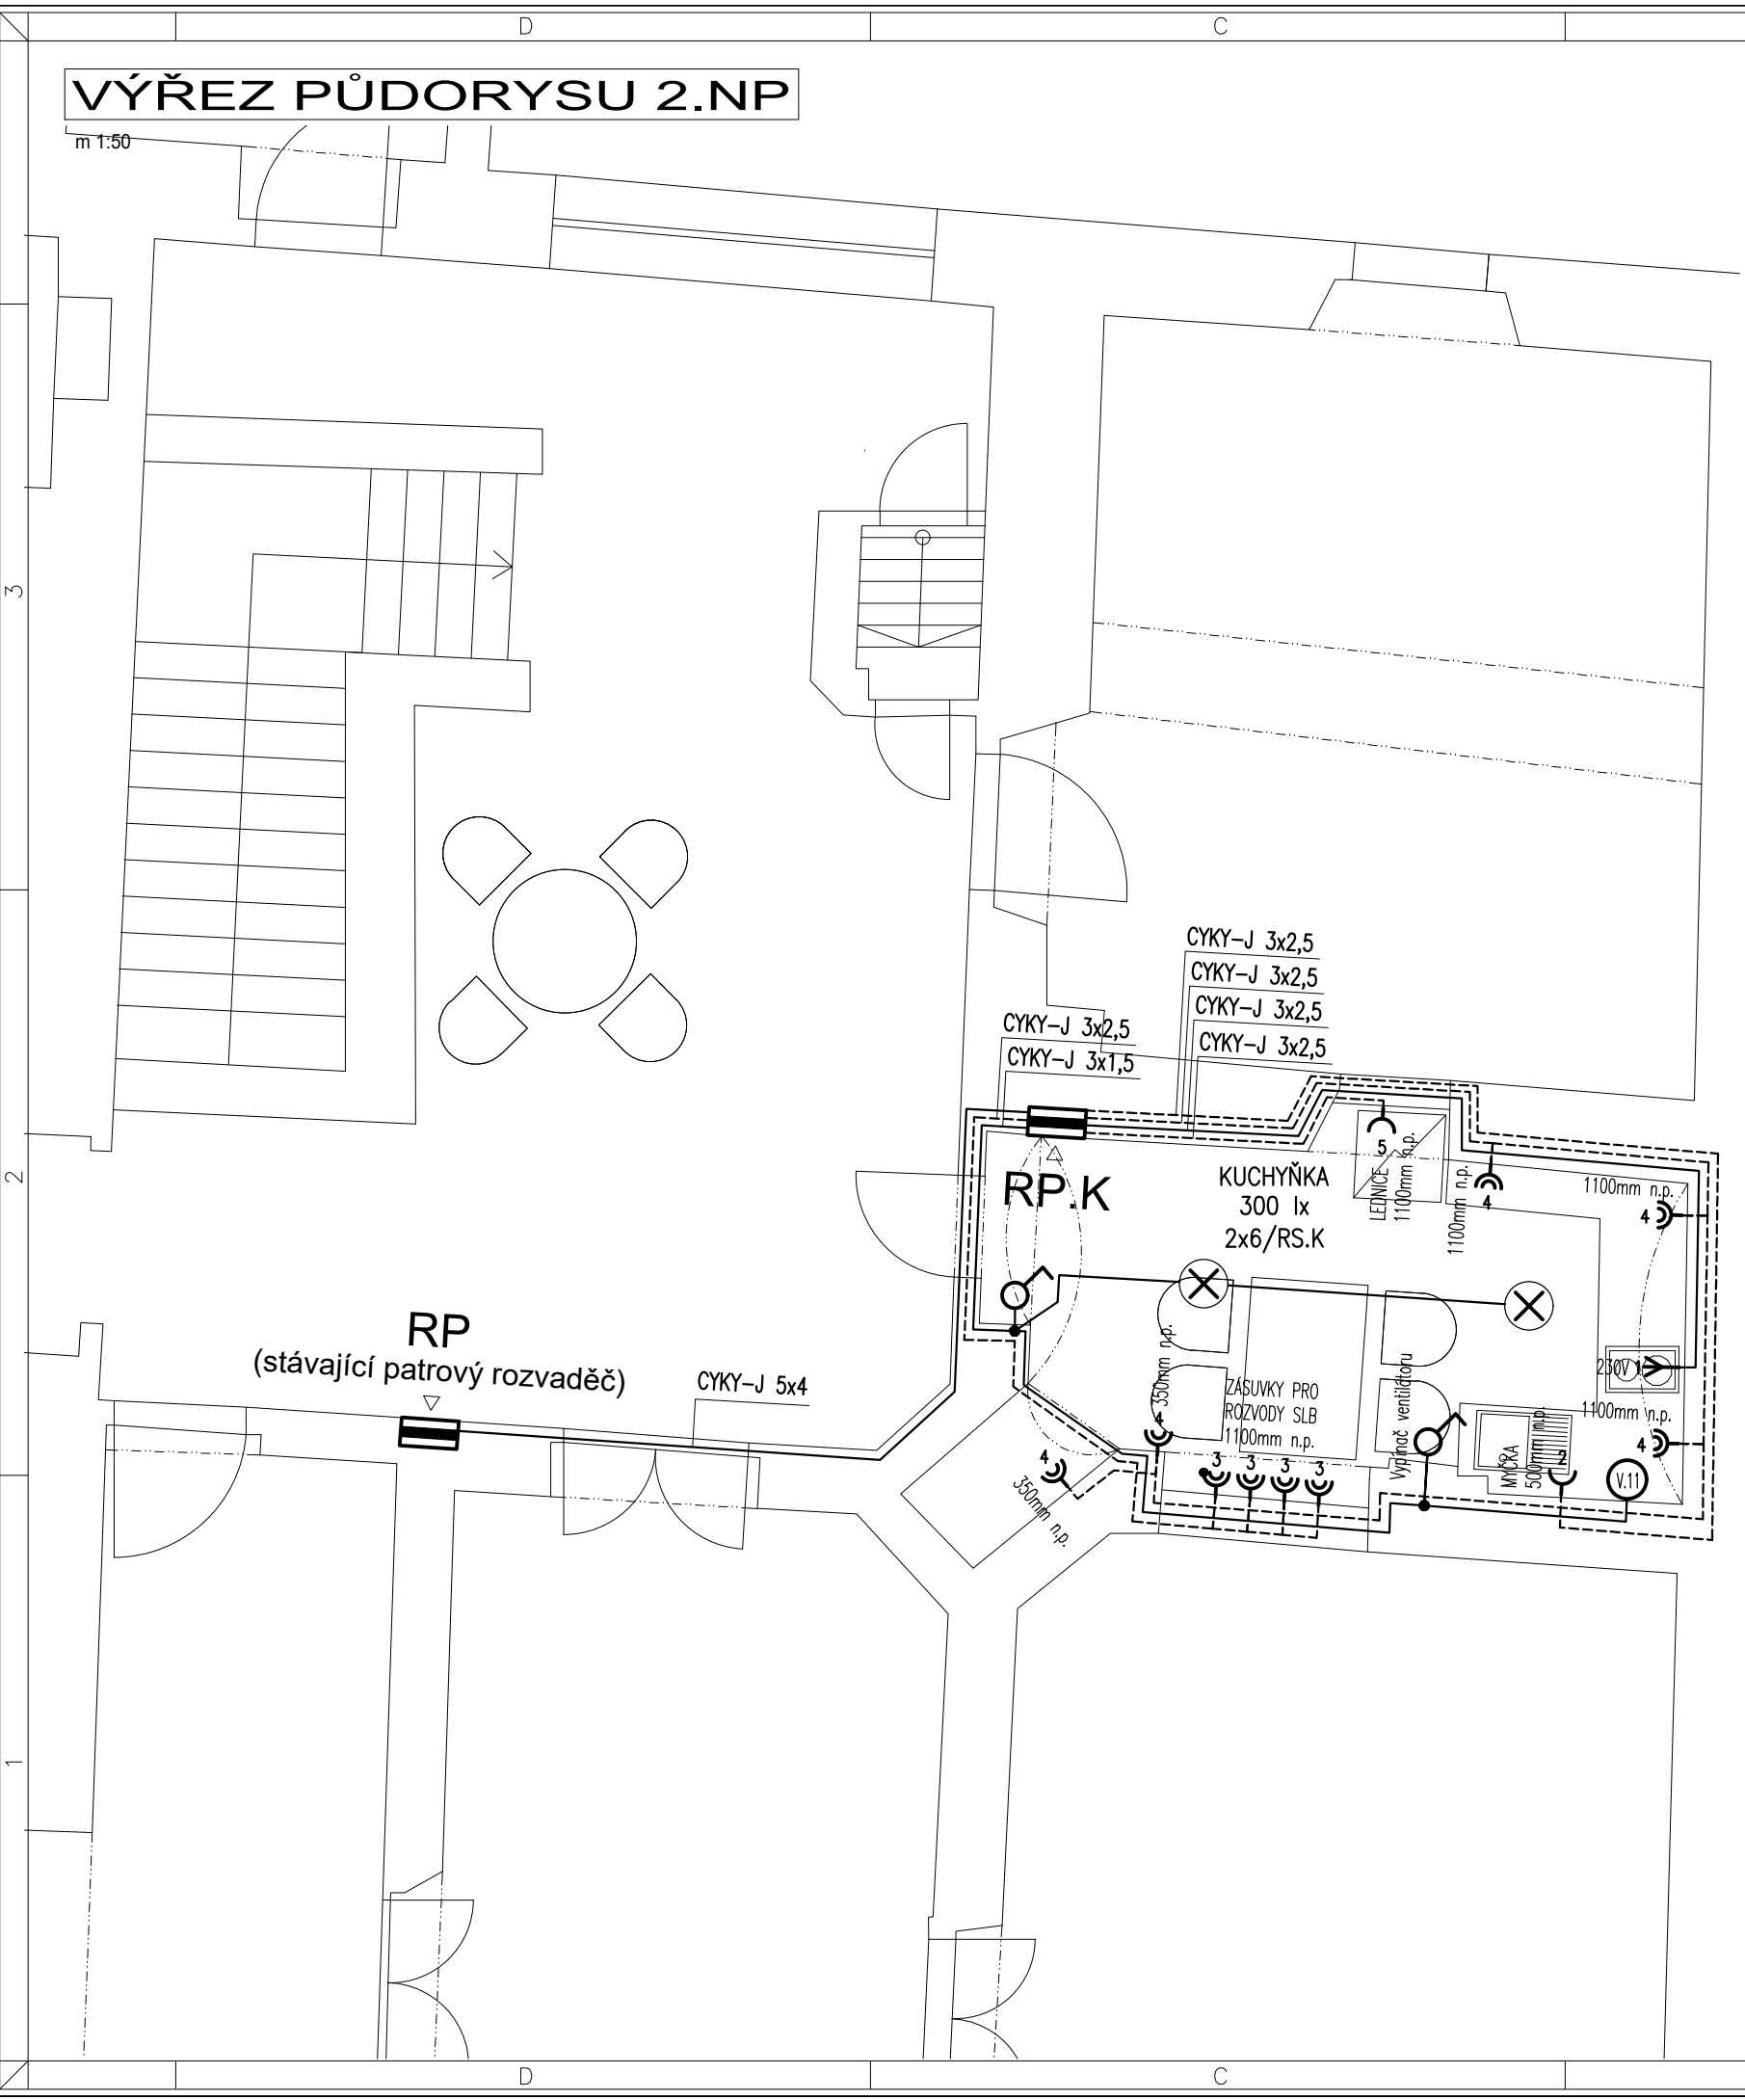 D
C
VÝŘEZ PŮDORYSU 2.NP
m 1:50
3
CYKY-J 3x2,5
CYKY-J 3x2,5
CYKY-J 3x2,5
CYKY-J 3x2,5
CYKY-J 3x2,5
CYKY-J 3x1,5
2
RP.K
KUCHYŇKA
300 lx
2x6/RS.K
5
LEDNICE
1100mm n.p.
1100mm n.p.
4
1100mm n.p.
4
RP
(stávající patrový rozvaděč)
CYKY-J 5x4
350mm n.p.
4
ZÁSUVKY PRO
ROZVODY SLB
1100mm n.p.
3
3
3
3
Vypínač ventilátoru
230V
1
1100mm n.p.
4
MYČKA
500mm n.p.
2
V.11
4
350mm n.p.
1
D
C